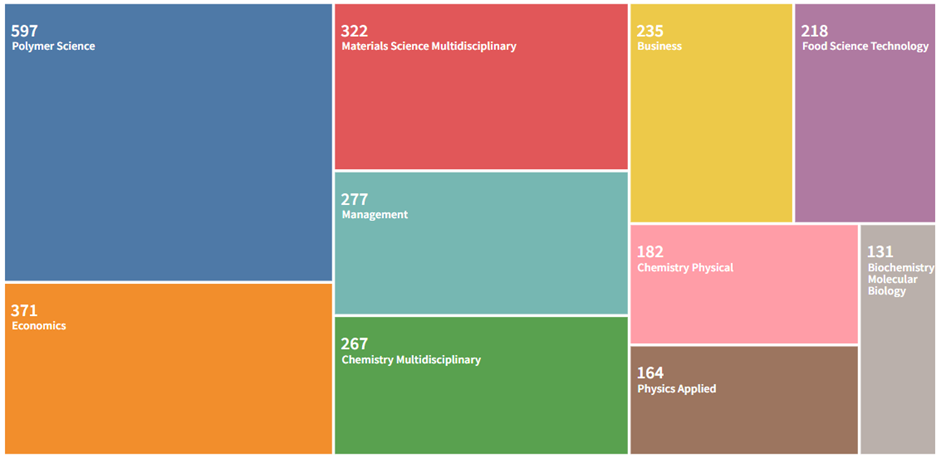 597
Polymer Science
371
Economics
322
Materials Science Multidisciplinary
277
Management
267
Chemistry Multidisciplinary
235
Business
218
Food Science Technology
182
Chemistry Physical
164
Physics Applied
131
Biochemistry
Molecular
Biology